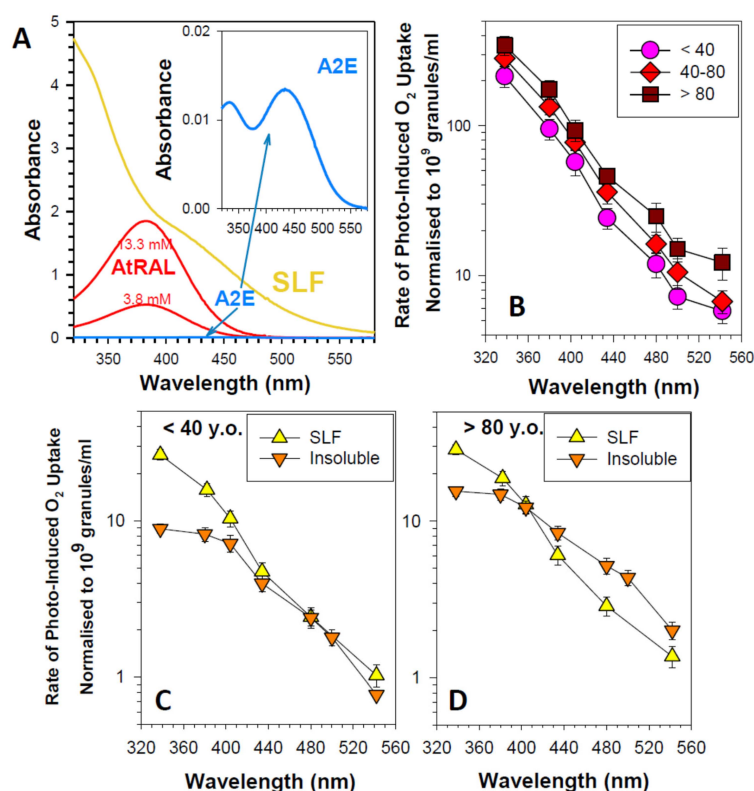 A
Absorbance
5
4
3
2
1
0
350
400
450
500
550
Wavelength (nm)
13.3 mM
AtRAL
3.8 mM
A2E
SLF
Absorbance
0.02
0.01
0.00
350
400
450
500
550
A2E
B
Rate of Photo-Induced O₂ Uptake
Normalised to 10⁹ granules/ml
100
10
320
360
400
440
480
520
560
Wavelength (nm)
< 40
40-80
> 80
Rate of Photo-Induced O₂ Uptake
Normalised to 10⁹ granules/ml
< 40 y.o.
SLF
Insoluble
10
1
C
320
360
400
440
480
520
560
Wavelength (nm)
> 80 y.o.
SLF
Insoluble
10
1
D
320
360
400
440
480
520
560
Wavelength (nm)